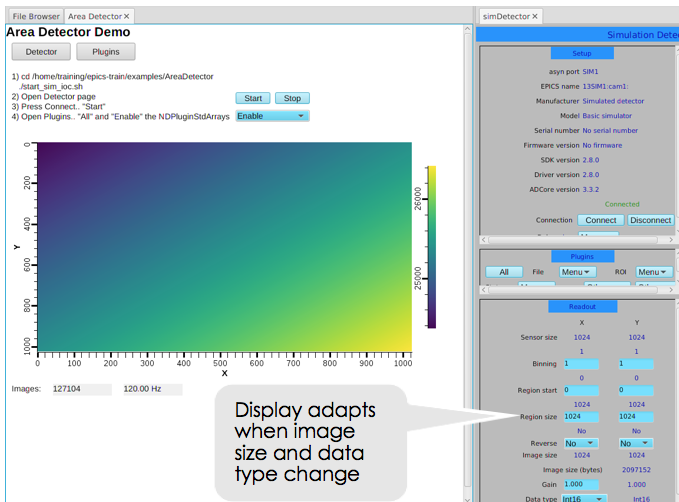 File Browser
Area Detector
Area Detector Demo
Detector
Plugins
1) cd /home/training/epics-train/examples/AreaDetector
./start_sim_ioc.sh
2) Open Detector page
3) Press Connect.. "Start"
4) Open Plugins.. "All" and "Enable" the NDPluginStdArrays
Start
Stop
Enable
0
200
400
600
800
1000
Y
0 100 200 300 400 500 600 700 800 900 1000
X
26000
25000
Images: 127104 120.00 Hz
Display adapts
when image
size and data
type change
simDetector
Simulation Dete
Setup
asyn port SIM1
EPICS name 13SIM1:cam1:
Manufacturer Simulated detector
Model Basic simulator
Serial number No serial number
Firmware version No firmware
SDK version 2.8.0
Driver version 2.8.0
ADCore version 3.3.2
Connected
Connection Connect Disconnect
Plugins
All File Menu ROI Menu
Readout
X Y
Sensor size 1024 1024
1 1
Binning 1 1
0 0
Region start 0 0
1024 1024
Region size 1024 1024
No No
Reverse No No
Image size 1024 1024
Image size (bytes) 2097152
Gain 1.000 1.000
Data type Int16 Int16